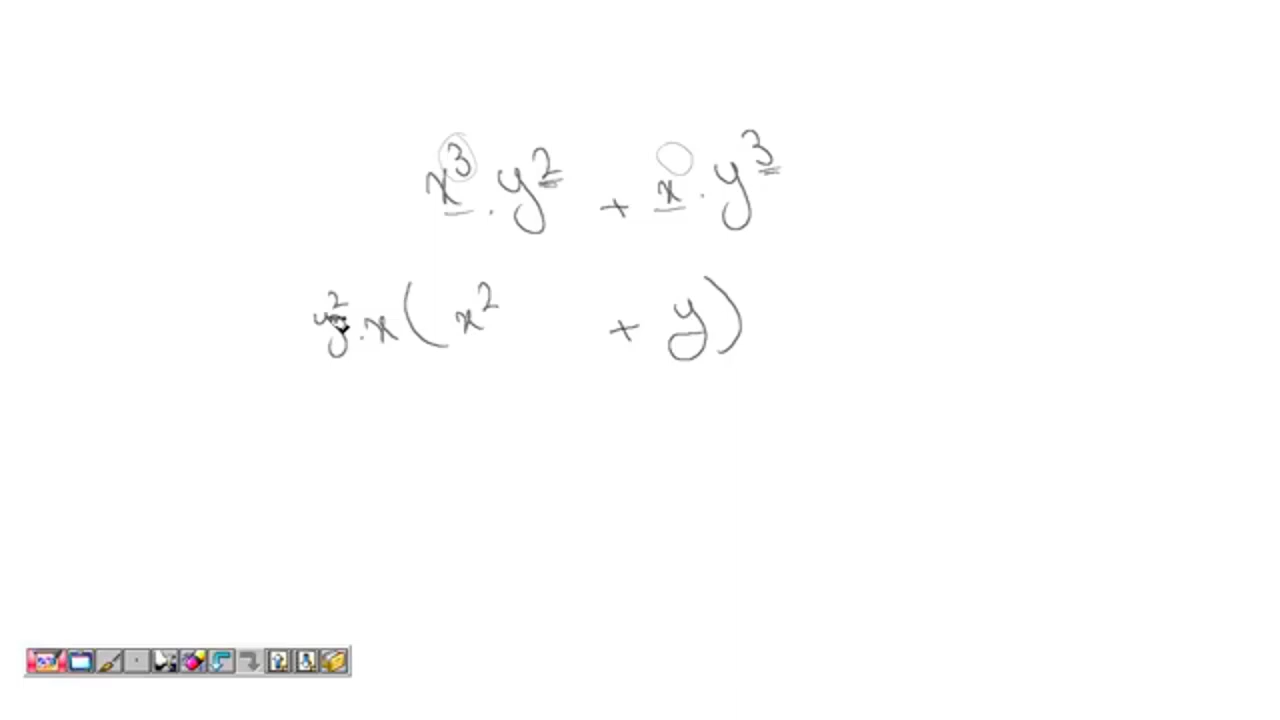 x³ · y² + x · y³
y² · x ( x² + y )